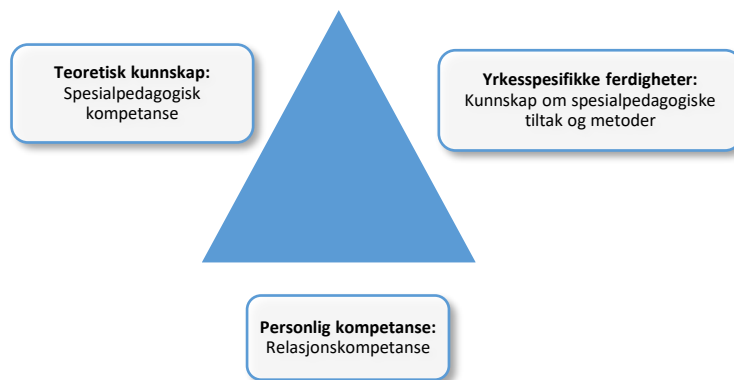 Teoretisk kunnskap:
Spesialpedagogisk
kompetanse
Yrkesspesifikke ferdigheter:
Kunnskap om spesialpedagogiske
tiltak og metoder
Personlig kompetanse:
Relasjonskompetanse